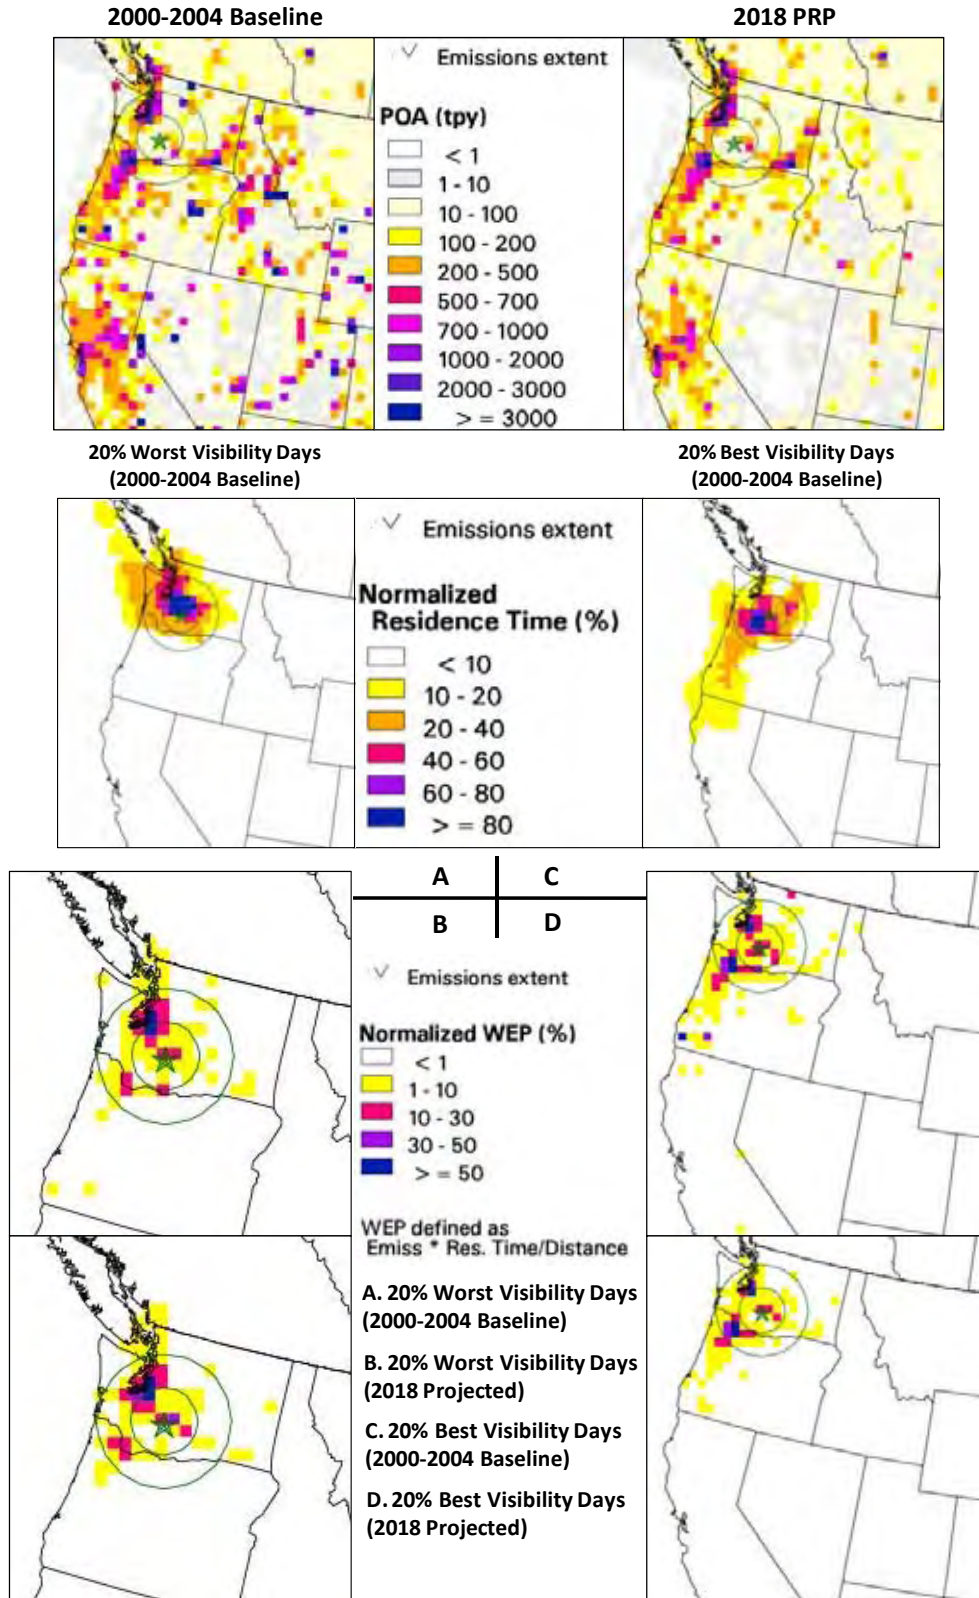 2000-2004 Baseline
2018 PRP
Emissions extent
POA (tpy)
< 1
1 - 10
10 - 100
100 - 200
200 - 500
500 - 700
700 - 1000
1000 - 2000
2000 - 3000
> = 3000
20% Worst Visibility Days
(2000-2004 Baseline)
20% Best Visibility Days
(2000-2004 Baseline)
Emissions extent
Normalized
Residence Time (%)
< 10
10 - 20
20 - 40
40 - 60
60 - 80
> = 80
A C
B D
Emissions extent
Normalized WEP (%)
< 1
1 - 10
10 - 30
30 - 50
> = 50
WEP defined as
Emiss * Res. Time/Distance
A. 20% Worst Visibility Days
(2000-2004 Baseline)
B. 20% Worst Visibility Days
(2018 Projected)
C. 20% Best Visibility Days
(2000-2004 Baseline)
D. 20% Best Visibility Days
(2018 Projected)